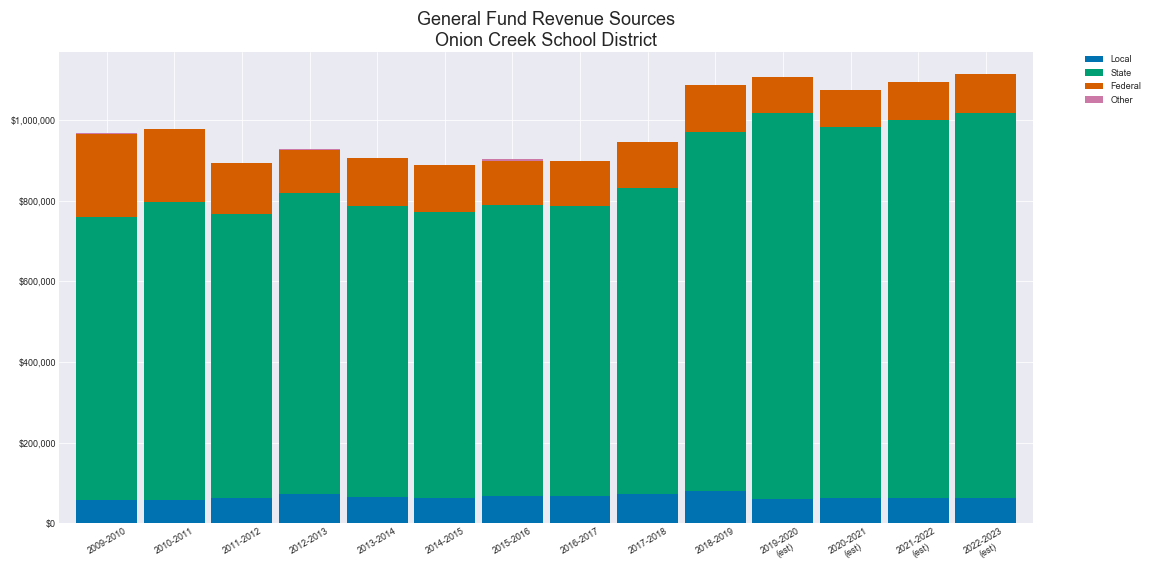 General Fund Revenue Sources
Onion Creek School District
Local
State
Federal
Other
$1,000,000
$800,000
$600,000
$400,000
$200,000
$0
2009-2010
2010-2011
2011-2012
2012-2013
2013-2014
2014-2015
2015-2016
2016-2017
2017-2018
2018-2019
2019-2020
(est)
2020-2021
(est)
2021-2022
(est)
2022-2023
(est)